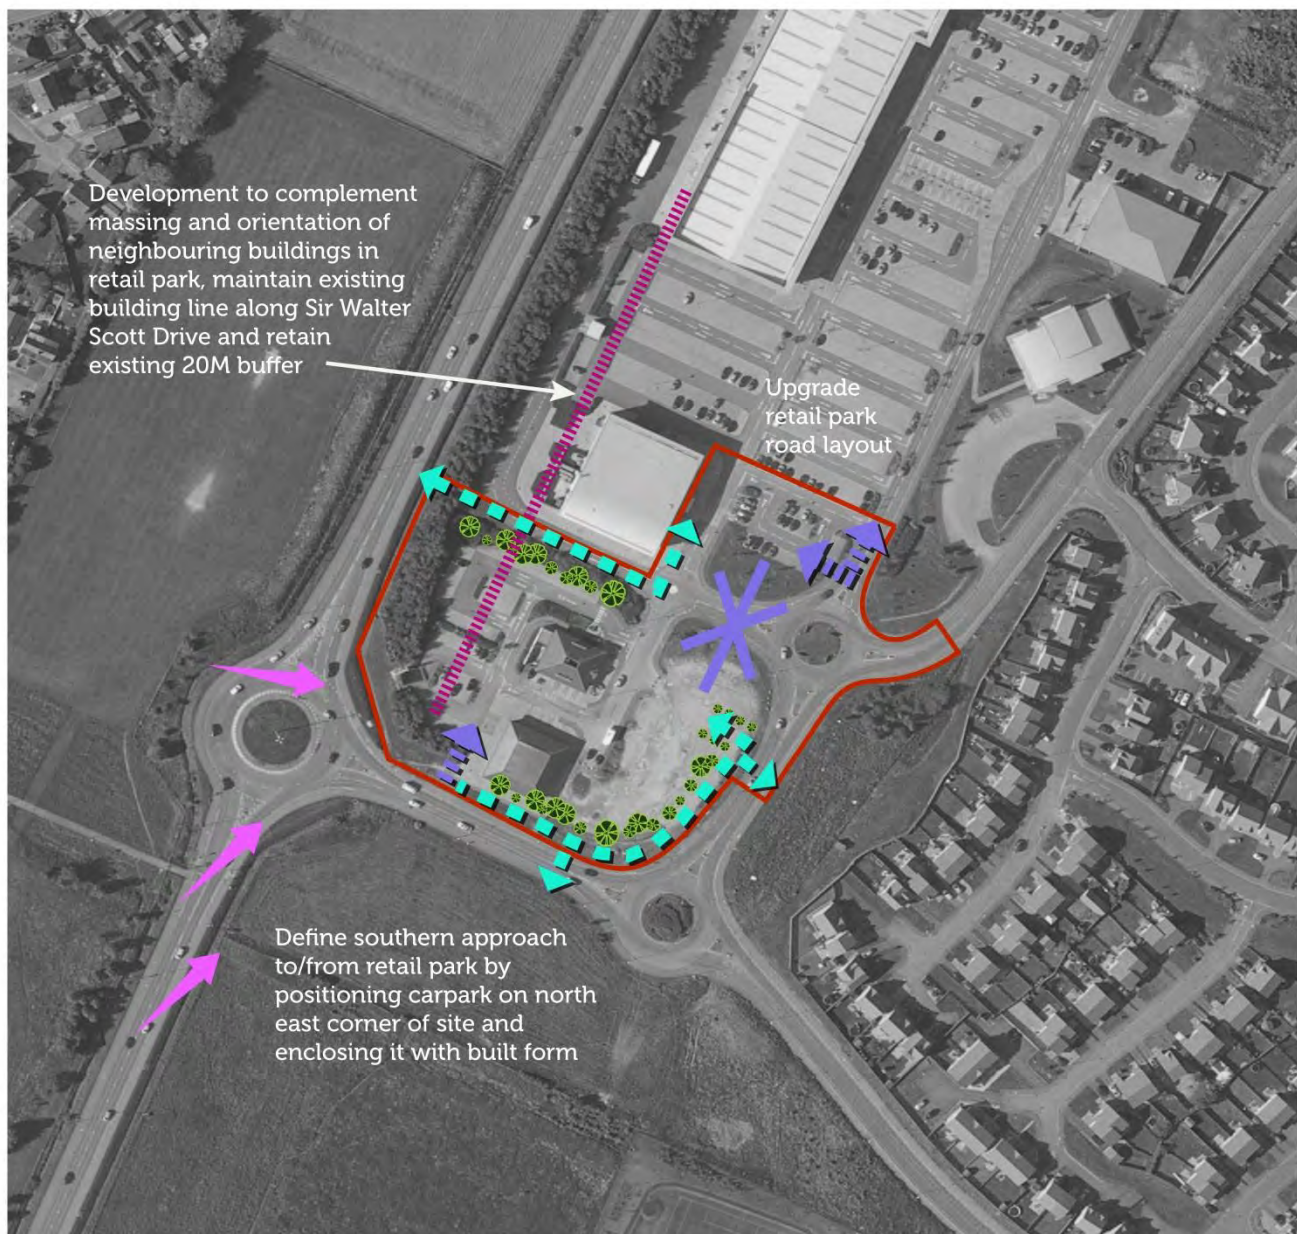 Development to complement
massing and orientation of
neighbouring buildings in
retail park, maintain existing
building line along Sir Walter
Scott Drive and retain
existing 20M buffer
Upgrade
retail park
road layout
Define southern approach
to/from retail park by
positioning carpark on north
east corner of site and
enclosing it with built form